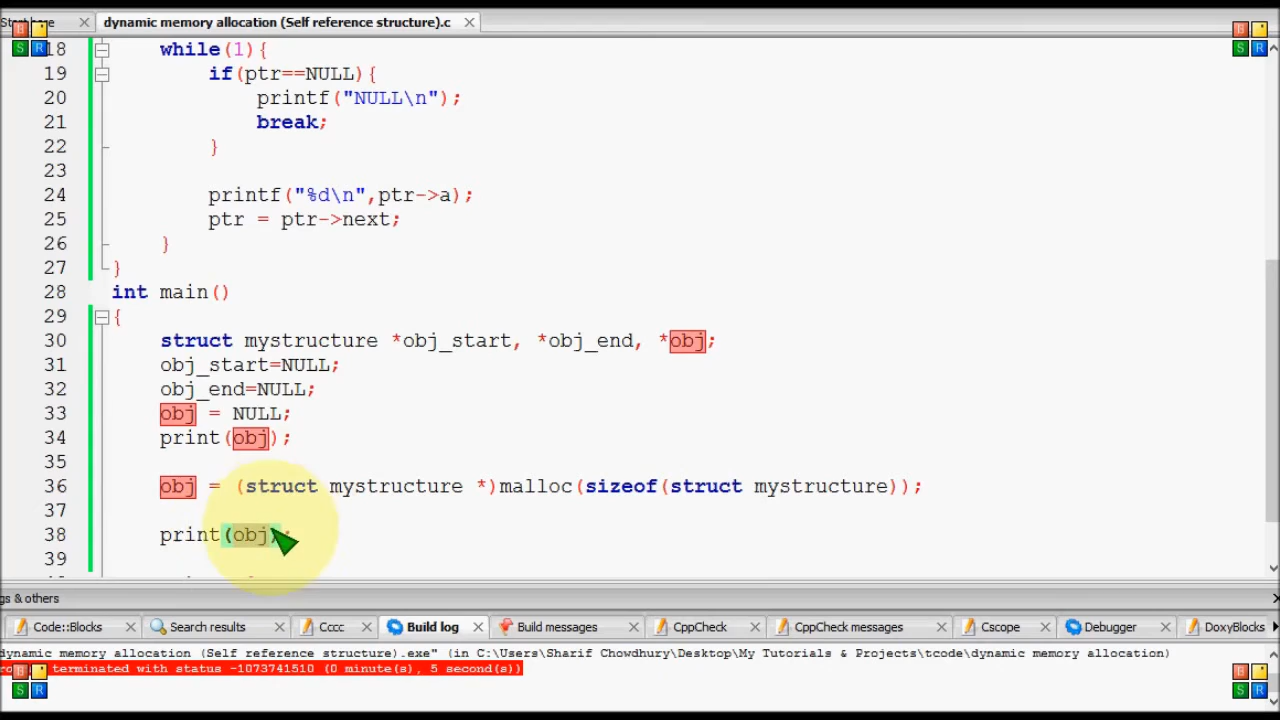 Start here dynamic memory allocation (Self reference structure).c
18 while(1){
19 if(ptr==NULL){
20 printf("NULL\n");
21 break;
22 }
23
24 printf("%d\n",ptr->a);
25 ptr = ptr->next;
26 }
27 }
28 int main()
29 {
30 struct mystructure *obj_start, *obj_end, *obj;
31 obj_start=NULL;
32 obj_end=NULL;
33 obj = NULL;
34 print(obj);
35
36 obj = (struct mystructure *)malloc(sizeof(struct mystructure));
37
38 print(obj);
39
gs & others
Code::Blocks Search results Cccc Build log Build messages CppCheck CppCheck messages Cscope Debugger DoxyBlocks
dynamic memory allocation (Self reference structure).exe" (in C:\Users\Sharif Chowdhury\Desktop\My Tutorials & Projects\tcode\dynamic memory allocation)
terminated with status -1073741510 (0 minute(s), 5 second(s))
B
S R
B
S R
B
S R
B
S R